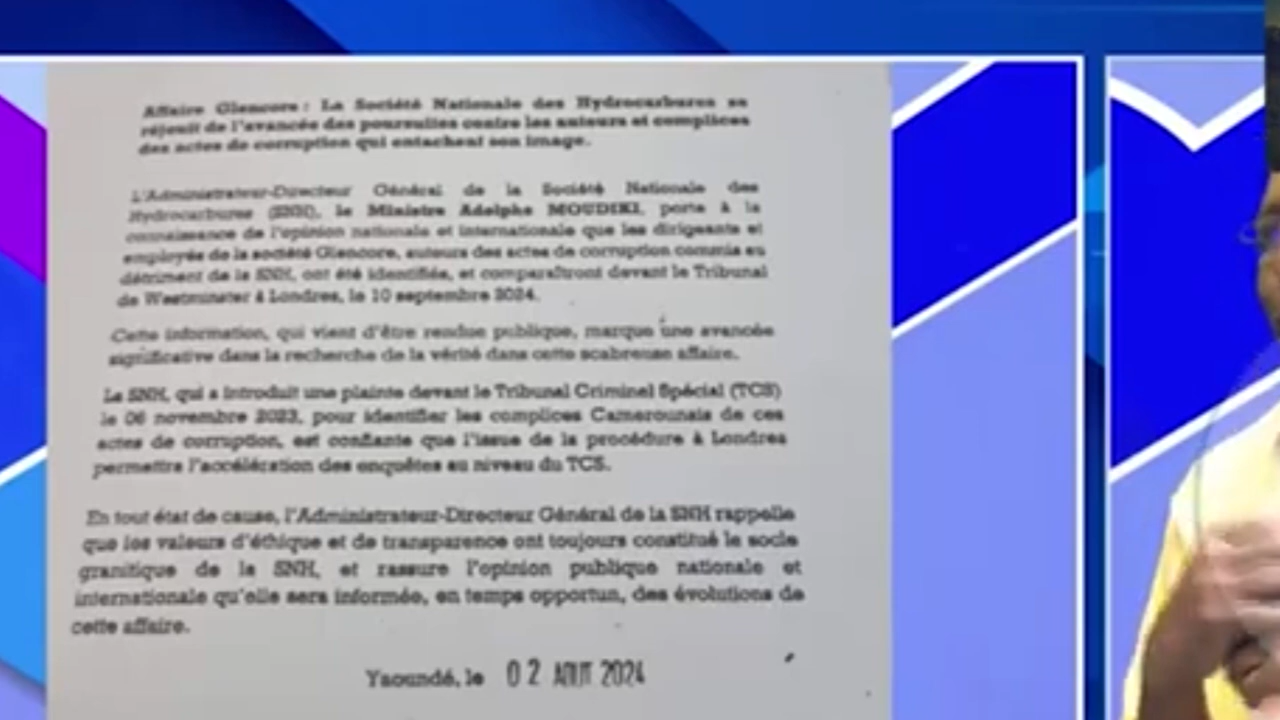 Affaire Glencore : La Société Nationale des Hydrocarbures se
réjouit de l'avancée des poursuites contre les auteurs et complices
des actes de corruption qui entachent son image.
L'Administrateur-Directeur Général de la Société Nationale des
Hydrocarbures (SNH), le Ministre Adolphe MOUDIKI, porte à la
connaissance de l'opinion nationale et internationale que les dirigeants et
employés de la société Glencore, auteurs des actes de corruption commis au
détriment de la SNH, ont été identifiés, et comparaîtront devant le Tribunal
de Westminster à Londres, le 10 septembre 2024.
Cette information, qui vient d'être rendue publique, marque une avancée
significative dans la recherche de la vérité dans cette scabreuse affaire.
La SNH, qui a introduit une plainte devant le Tribunal Criminel Spécial (TCS)
le 06 novembre 2023, pour identifier les complices Camerounais de ces
actes de corruption, est confiante que l'issue de la procédure à Londres
permettra l'accélération des enquêtes au niveau du TCS.
En tout état de cause, l'Administrateur-Directeur Général de la SNH rappelle
que les valeurs d'éthique et de transparence ont toujours constitué le socle
granitique de la SNH, et rassure l'opinion publique nationale et
internationale qu'elle sera informée, en temps opportun, des évolutions de
cette affaire.
Yaoundé, le 02 AOUT 2024